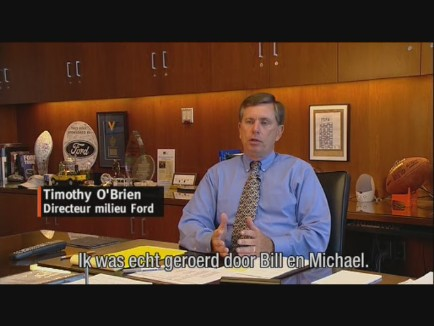 Ford
Timothy O'Brien
Directeur milieu Ford
Ik was echt geroerd door Bill en Michael.